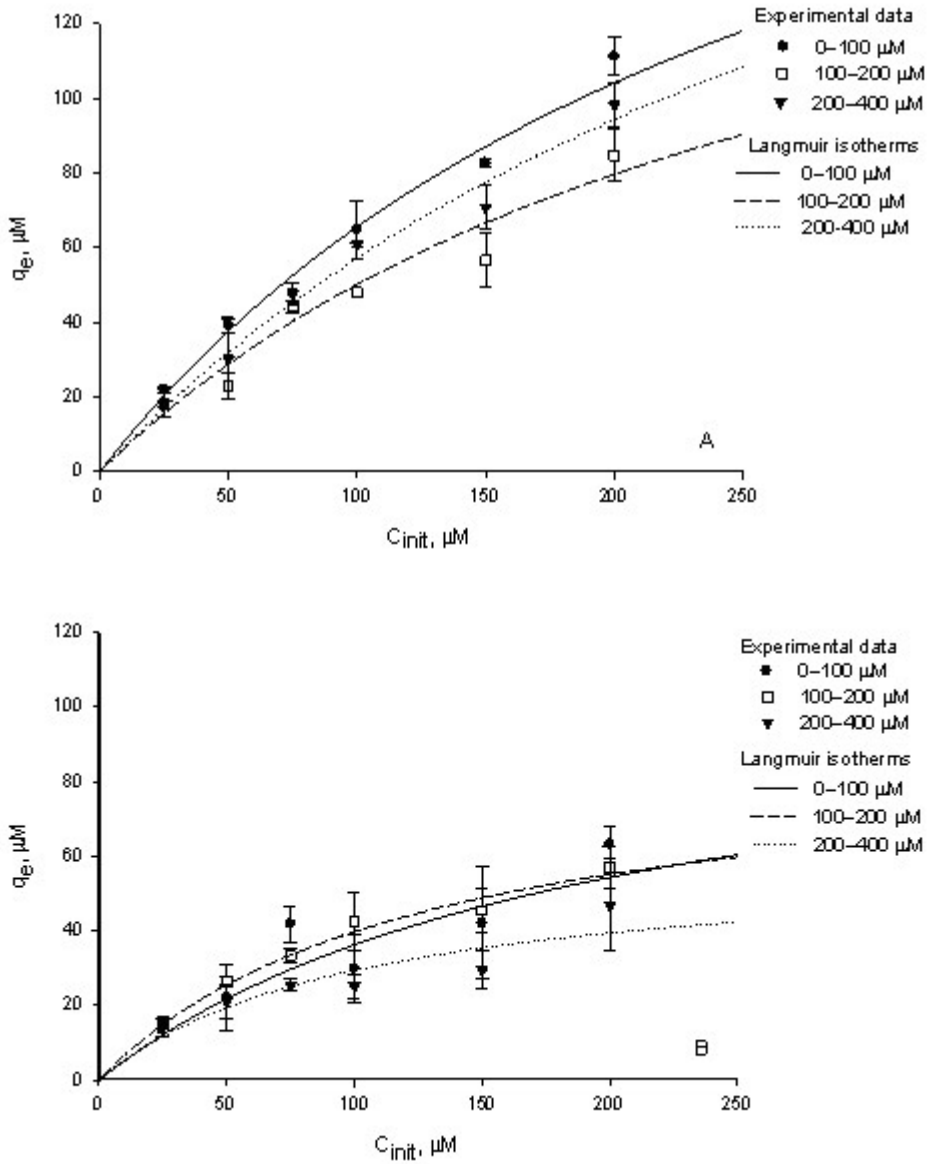 120
100
80
60
40
20
0
qe, μM
0 50 100 150 200 250
Cinit, μM
A
Experimental data
0–100 μM
100–200 μM
200–400 μM
Langmuir isotherms
0–100 μM
100–200 μM
200-400 μM
120
100
80
60
40
20
0
qe, μM
0 50 100 150 200 250
Cinit, μM
B
Experimental data
0–100 μM
100–200 μM
200–400 μM
Langmuir isotherms
0–100 μM
100–200 μM
200–400 μM